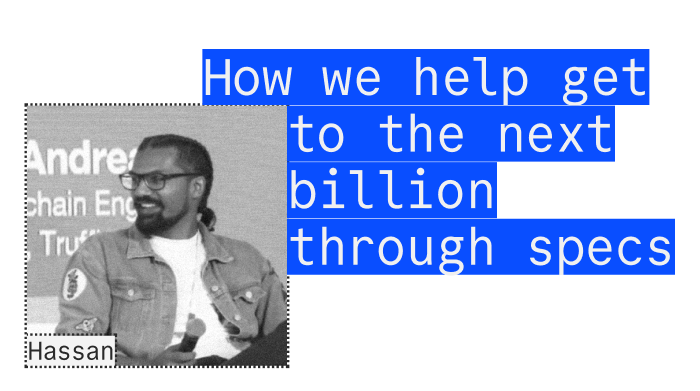 How we help get
to the next
billion
through specs
Andrea
chain Eng
, Truffl
Hassan